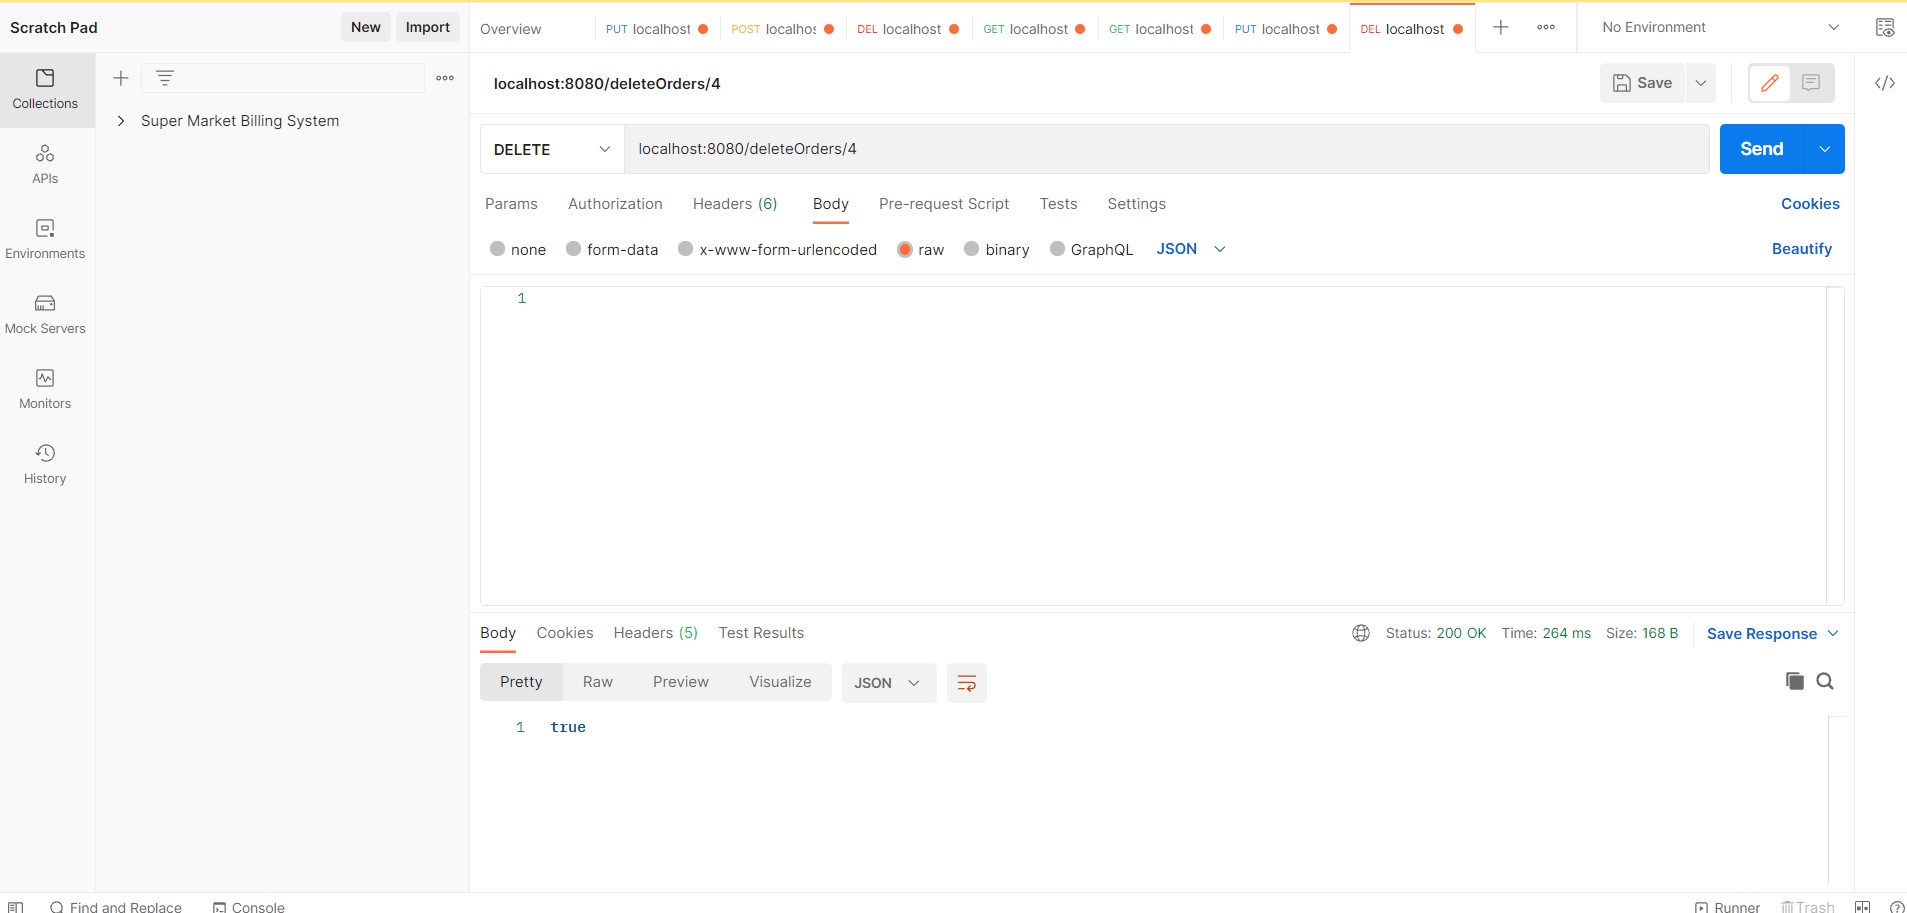 Scratch Pad
New
Import
Overview
PUT localhost
POST localhos
DEL localhost
GET localhost
GET localhost
PUT localhost
DEL localhost
No Environment
Collections
APIs
Environments
Mock Servers
Monitors
History
Super Market Billing System
localhost:8080/deleteOrders/4
Save
DELETE
localhost:8080/deleteOrders/4
Send
Params Authorization Headers (6) Body Pre-request Script Tests Settings
Cookies
none form-data x-www-form-urlencoded raw binary GraphQL JSON
Beautify
1
Body Cookies Headers (5) Test Results
Status: 200 OK Time: 264 ms Size: 168 B
Save Response
Pretty Raw Preview Visualize
JSON
1 true
Find and Replace
Console
Runner
Trash